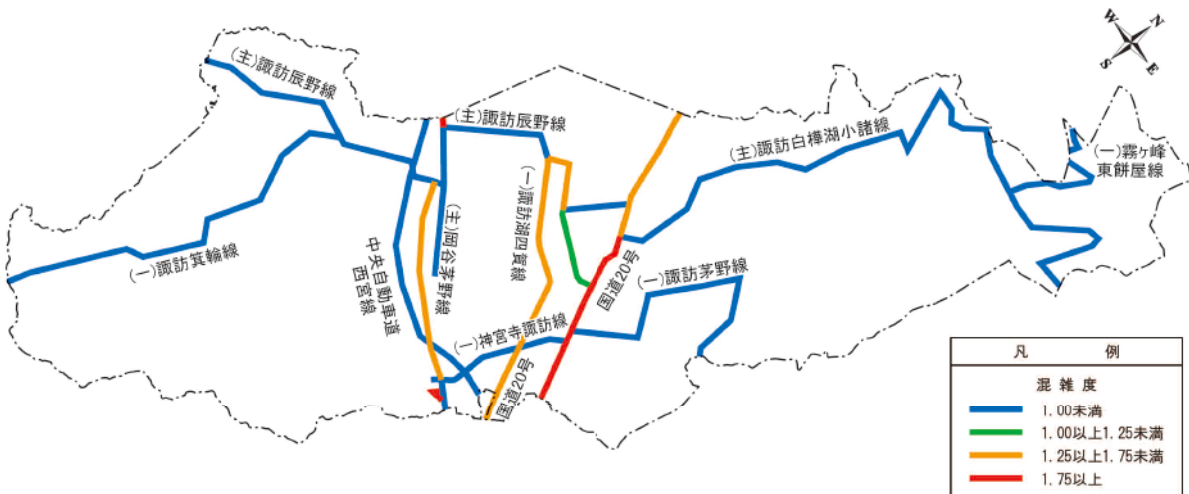 W
N
S
E
(主)諏訪辰野線
(主)諏訪辰野線
(主)諏訪白樺湖小諸線
(一)霧ヶ峰
東餅屋線
(一)諏訪湖四賀線
(主)岡谷茅野線
(一)諏訪箕輪線
中央自動車道
西宮線
国道20号
(一)諏訪茅野線
(一)神宮寺諏訪線
国道20号
凡 例
混雑度
1.00未満
1.00以上1.25未満
1.25以上1.75未満
1.75以上